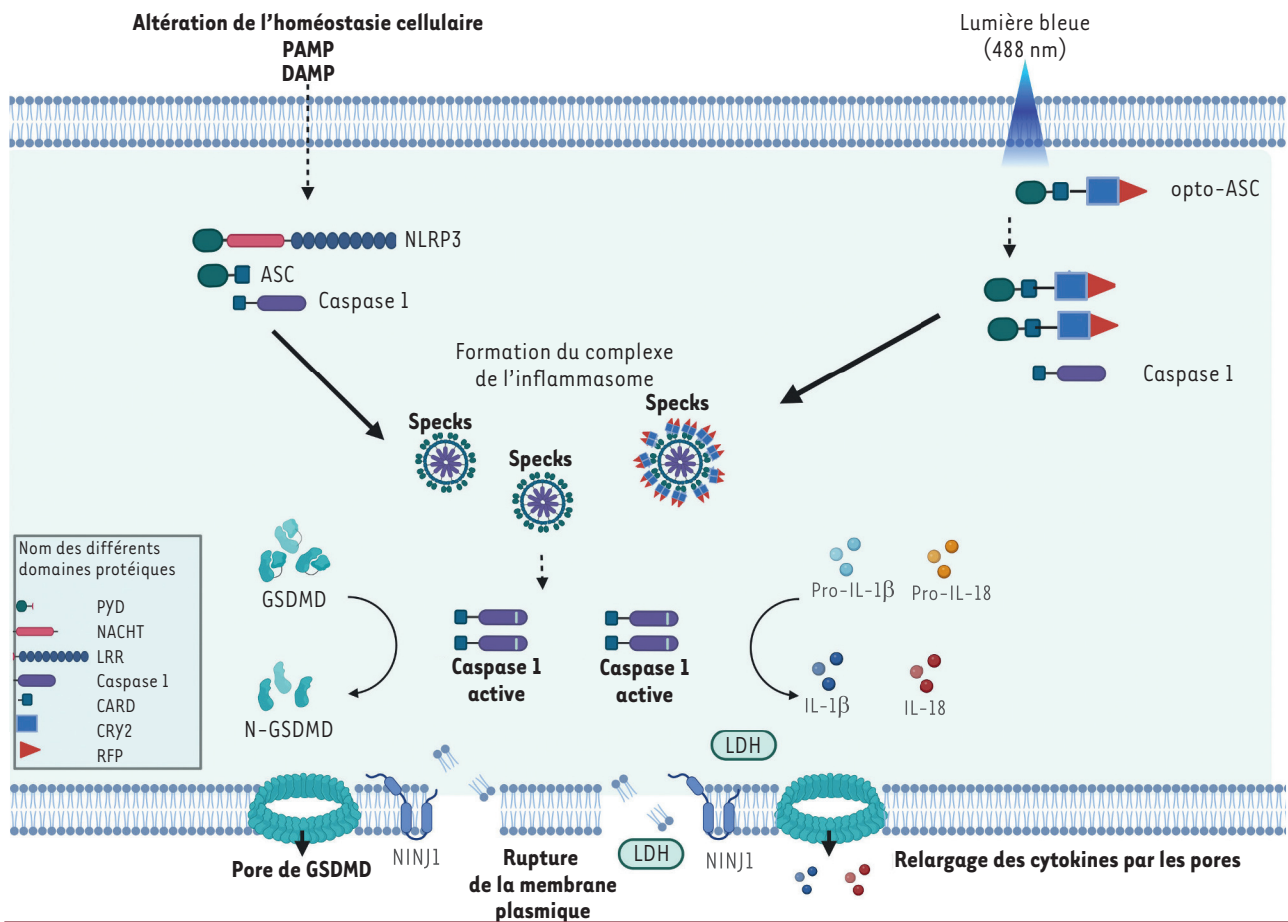 Altération de l’homéostasie cellulaire
PAMP
DAMP
Lumière bleue
(488 nm)
opto-ASC
NLRP3
ASC
Caspase 1
Formation du complexe
de l’inflammasome
Caspase 1
Specks
Specks
Specks
Nom des différents
domaines protéiques
PYD
NACHT
LRR
Caspase 1
CARD
CRY2
RFP
GSDMD
N-GSDMD
Caspase 1
active
Caspase 1
active
Pro-IL-1β
Pro-IL-18
IL-1β
IL-18
LDH
Pore de GSDMD
NINJ1
Rupture
de la membrane
plasmique
LDH
NINJ1
Relargage des cytokines par les pores